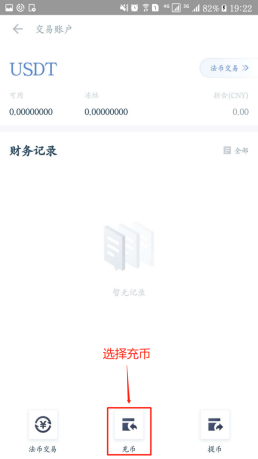 4G 3G 82% 19:22
交易账户
USDT
法币交易 >
可用 冻结 折合(CNY)
0.00000000 0.00000000 0.00
财务记录 全部
暂无记录
选择充币
法币交易 充币 提币